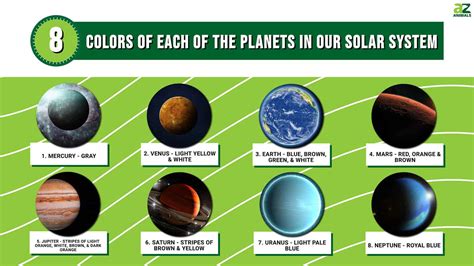 8
COLORS OF EACH OF THE PLANETS IN OUR SOLAR SYSTEM
AZ
ANIMALS
1. MERCURY - GRAY
2. VENUS - LIGHT YELLOW
& WHITE
3. EARTH - BLUE, BROWN,
GREEN, & WHITE
4. MARS - RED, ORANGE &
BROWN
5. JUPITER - STRIPES OF LIGHT
ORANGE, WHITE, BROWN, & DARK
ORANGE
6. SATURN - STRIPES OF
BROWN & YELLOW
7. URANUS - LIGHT PALE
BLUE
8. NEPTUNE - ROYAL BLUE